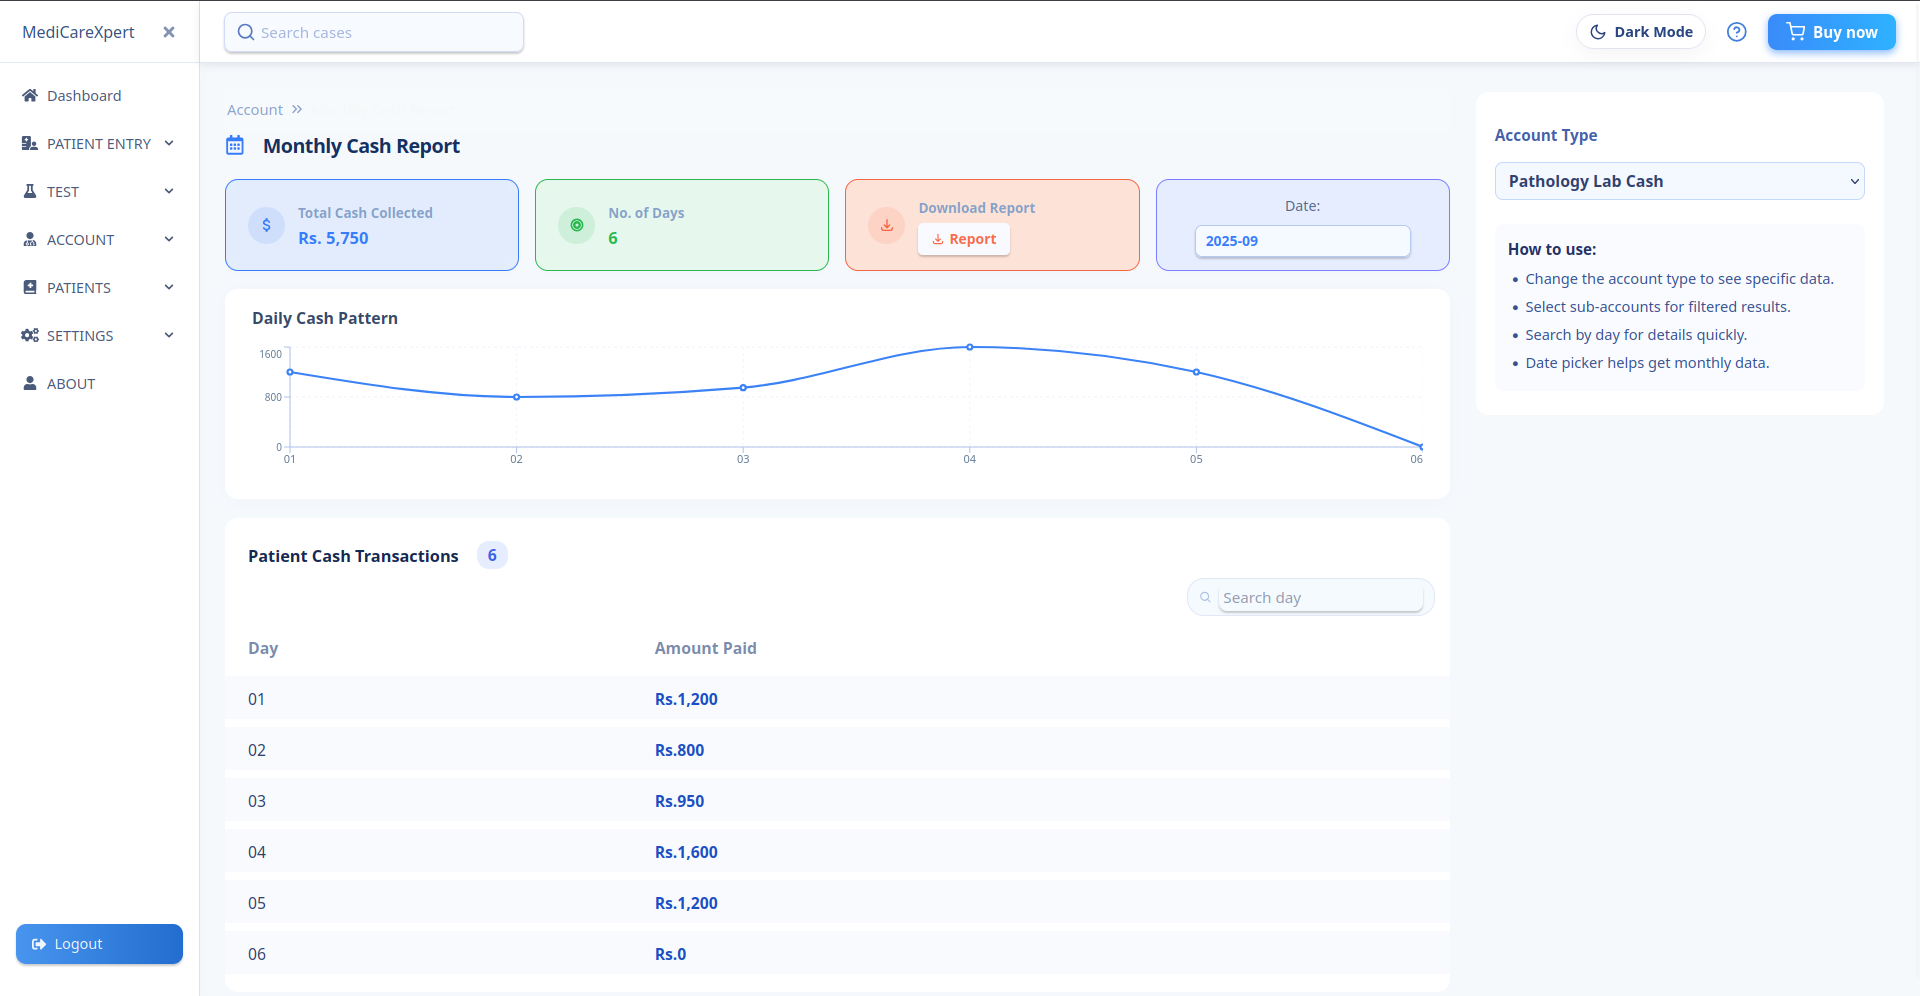 MediCareXpert
Search cases
Dark Mode
Buy now
Dashboard
PATIENT ENTRY
TEST
ACCOUNT
PATIENTS
SETTINGS
ABOUT
Logout
Account
Monthly Cash Report
Total Cash Collected
Rs. 5,750
No. of Days
6
Download Report
Report
Date:
2025-09
Daily Cash Pattern
1600
800
0
01 02 03 04 05 06
Patient Cash Transactions 6
Search day
Day Amount Paid
01 Rs.1,200
02 Rs.800
03 Rs.950
04 Rs.1,600
05 Rs.1,200
06 Rs.0
Account Type
Pathology Lab Cash
How to use:
• Change the account type to see specific data.
• Select sub-accounts for filtered results.
• Search by day for details quickly.
• Date picker helps get monthly data.